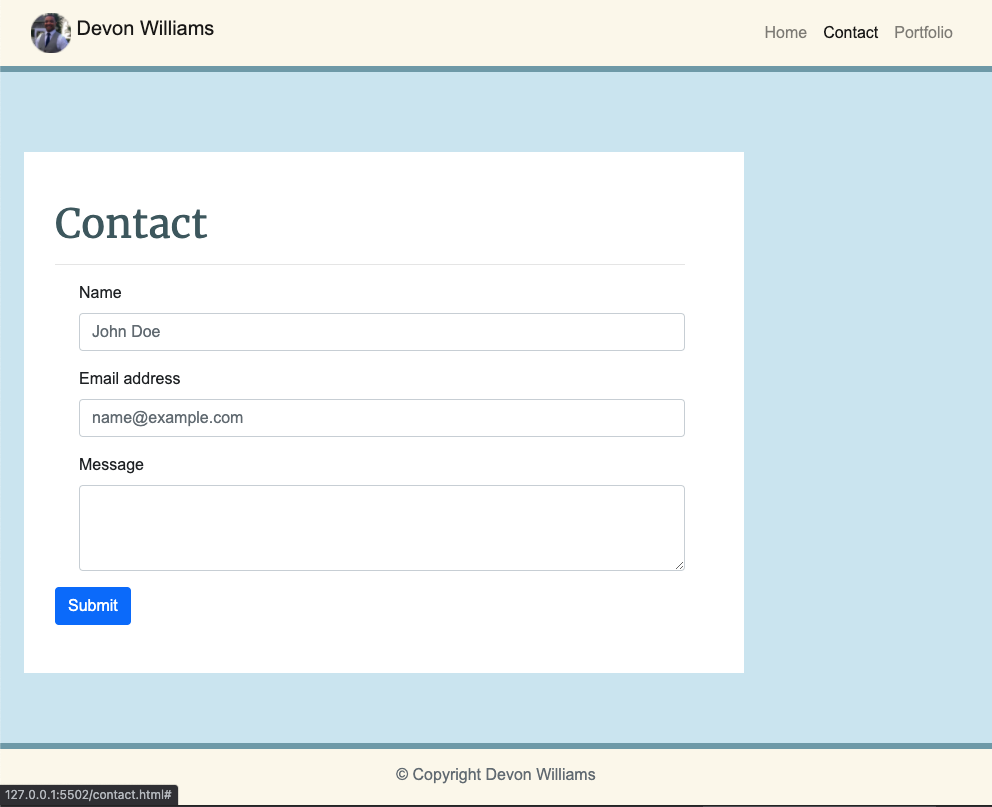 Devon Williams
Home Contact Portfolio
Contact
Name
John Doe
Email address
name@example.com
Message
Submit
© Copyright Devon Williams
127.0.0.1:5502/contact.html#